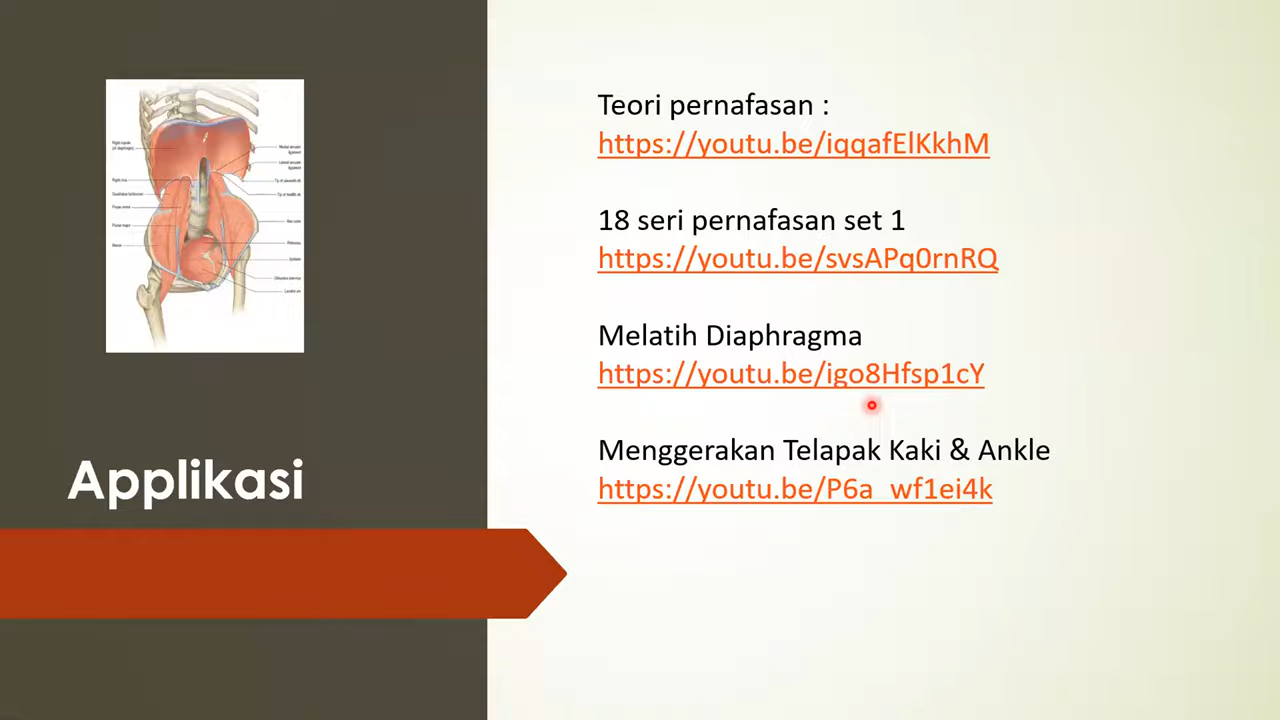 Teori pernafasan :
https://youtu.be/iqqafElKkhM
18 seri pernafasan set 1
https://youtu.be/svsAPq0rnRQ
Melatih Diaphragma
https://youtu.be/igo8Hfsp1cY
Menggerakan Telapak Kaki & Ankle
https://youtu.be/P6a_wf1ei4k
Applikasi